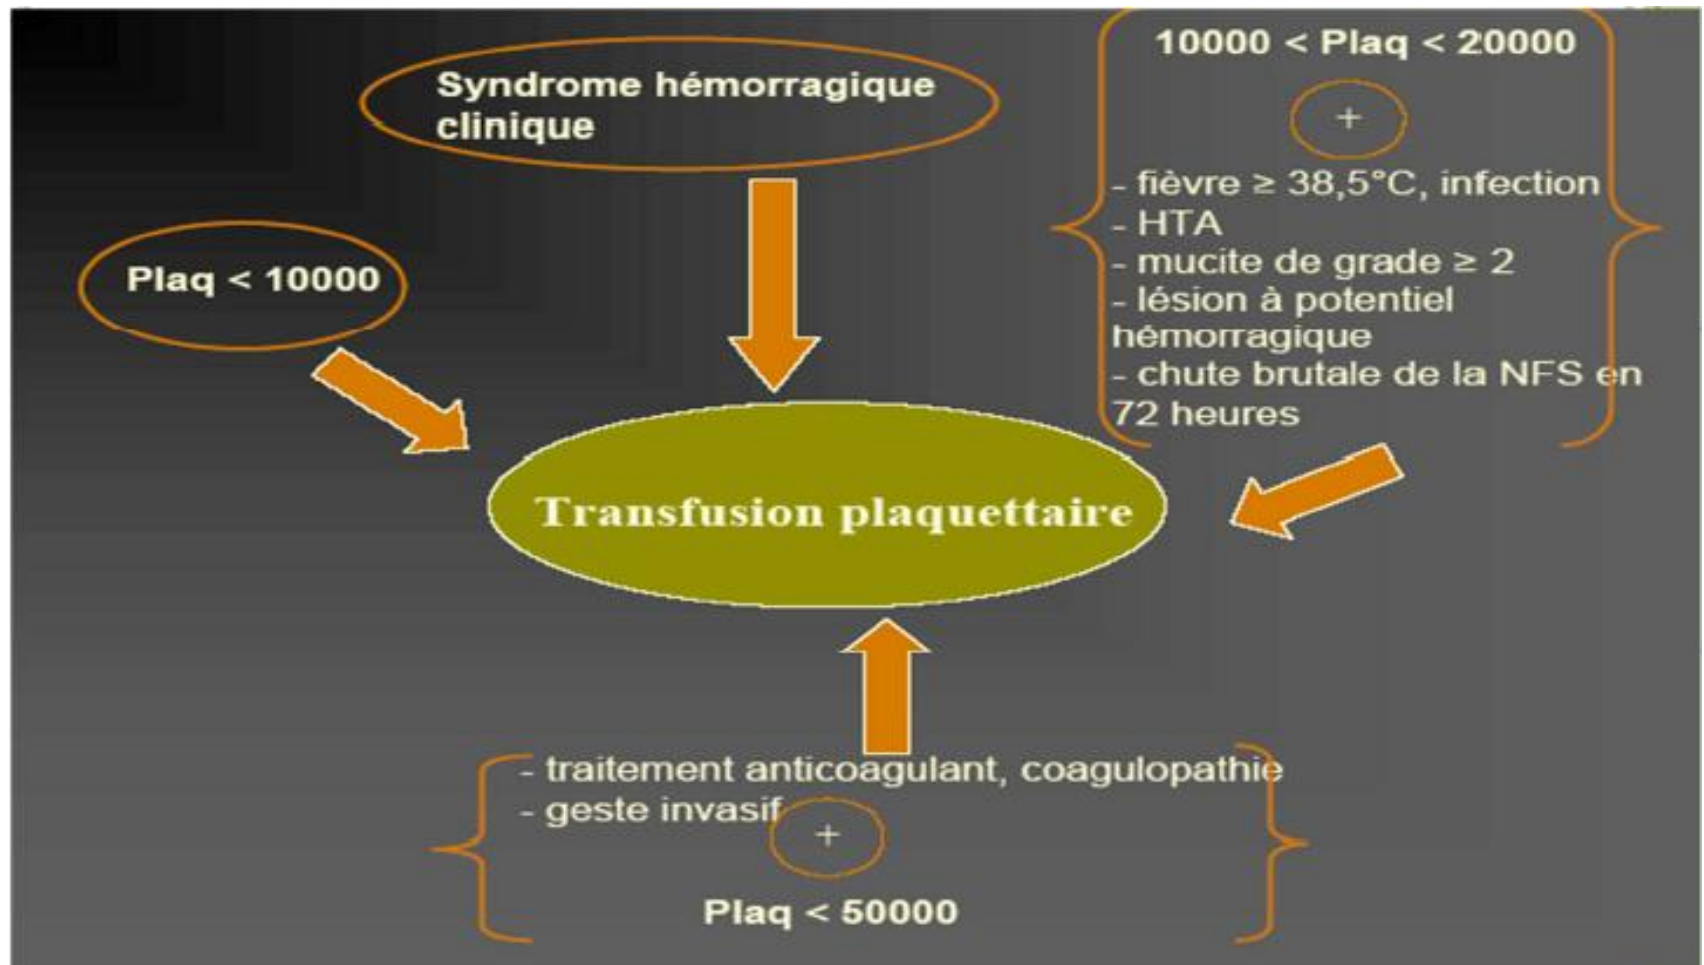 Syndrome hémorragique
clinique
10000 < Plaq < 20000
+
- fièvre ≥ 38,5°C, infection
- HTA
- mucite de grade ≥ 2
- lésion à potentiel
hémorragique
- chute brutale de la NFS en
72 heures
Plaq < 10000
Transfusion plaquettaire
- traitement anticoagulant, coagulopathie
- geste invasif
+
Plaq < 50000